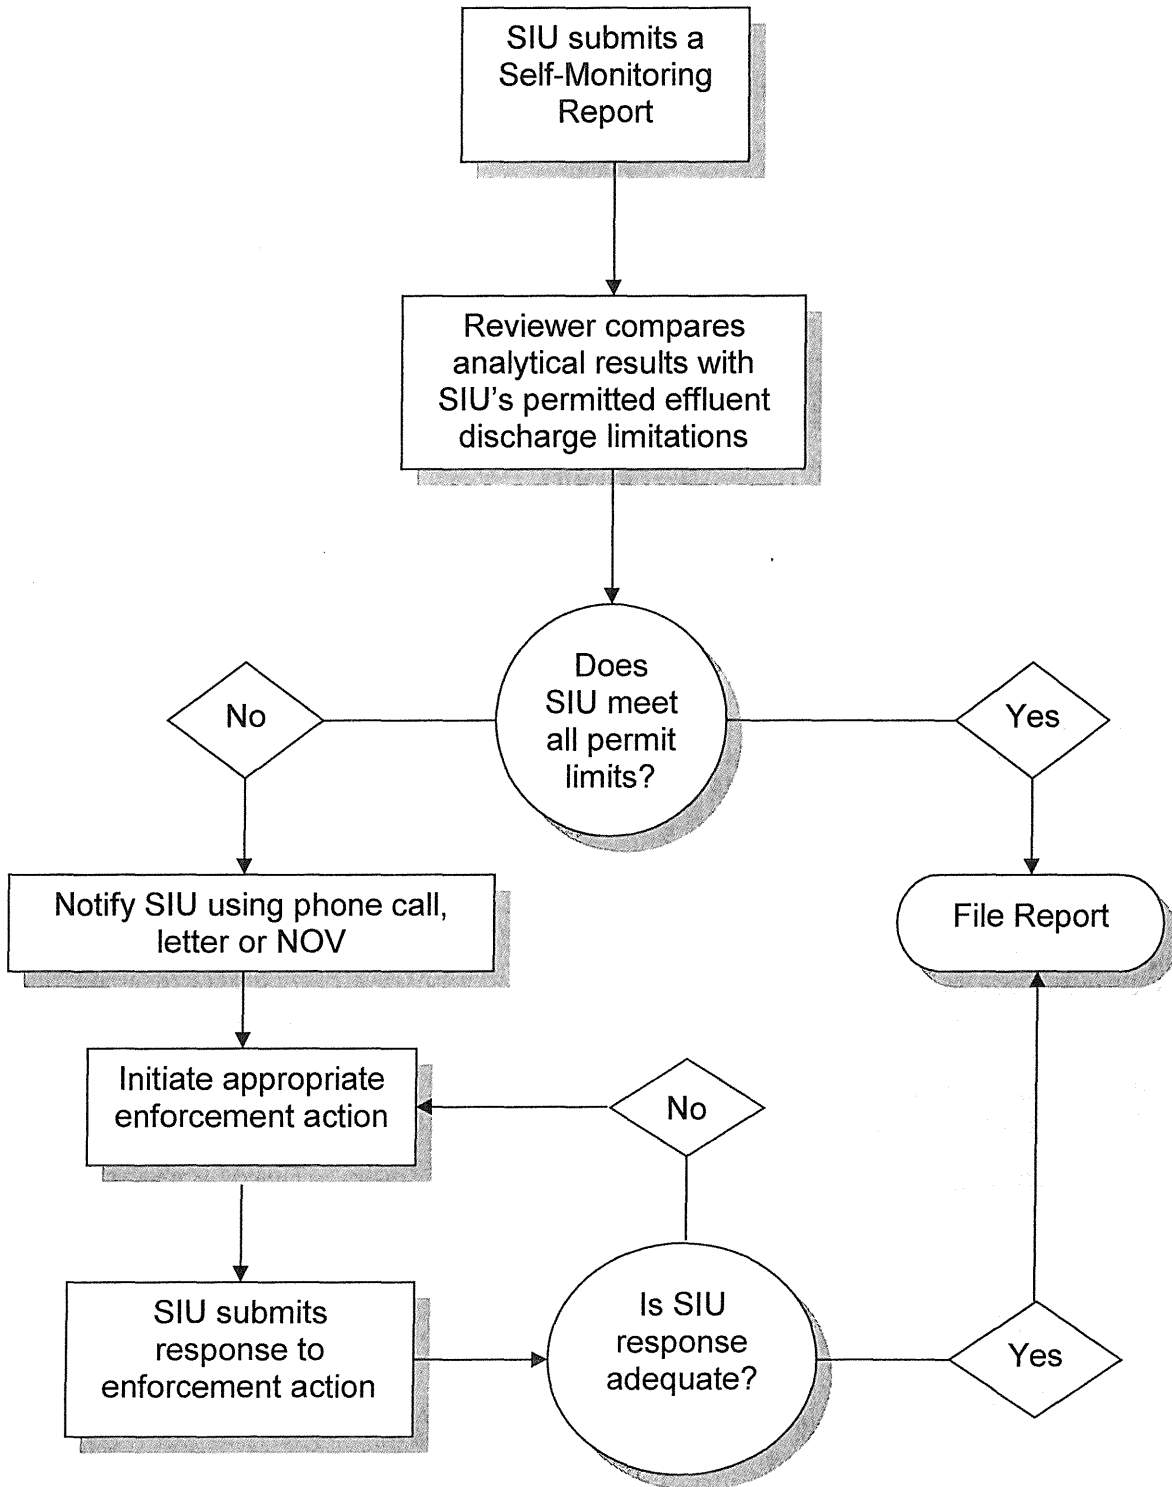 SIU submits a
Self-Monitoring
Report
Reviewer compares
analytical results with
SIU's permitted effluent
discharge limitations
Does
SIU meet
all permit
limits?
No
Yes
Notify SIU using phone call,
letter or NOV
File Report
Initiate appropriate
enforcement action
No
SIU submits
response to
enforcement action
Is SIU
response
adequate?
Yes